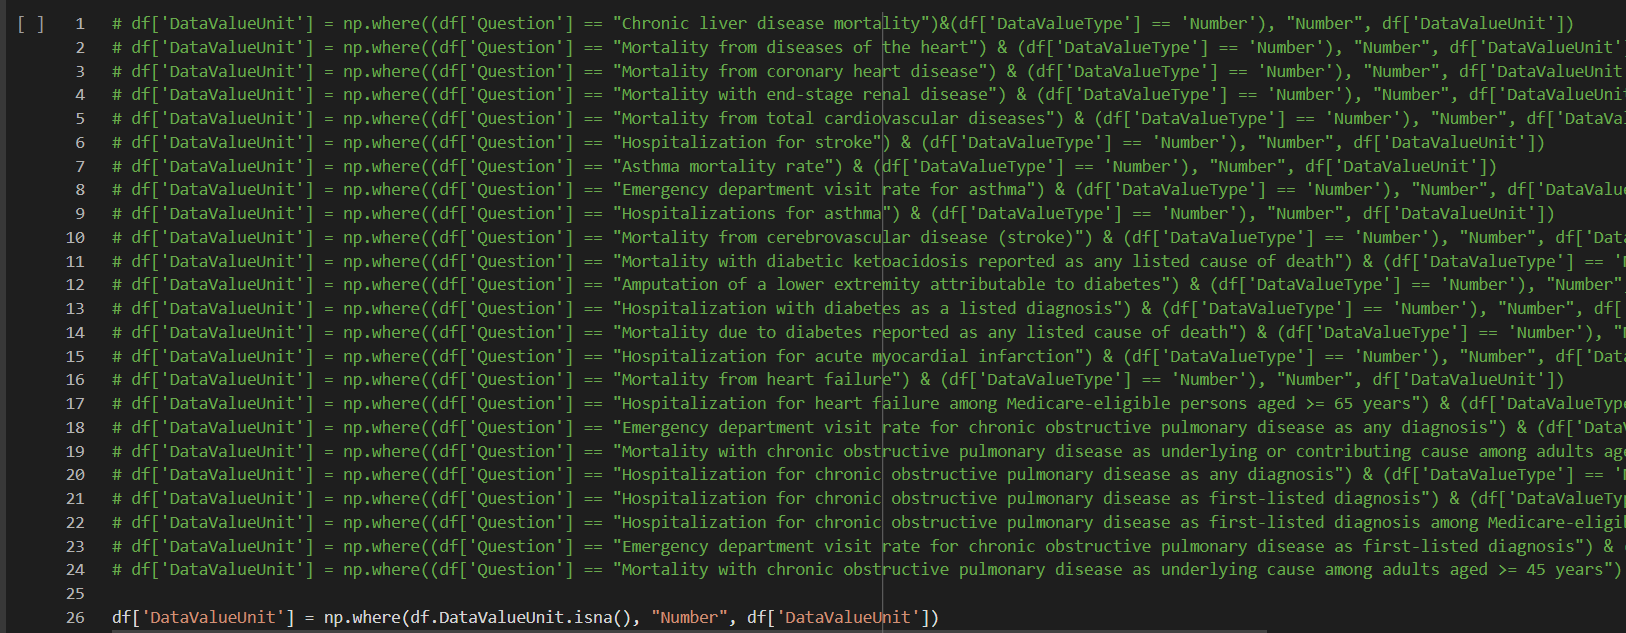 [ ] 1 # df['DataValueUnit'] = np.where((df['Question'] == "Chronic liver disease mortality")&(df['DataValueType'] == 'Number'), "Number", df['DataValueUnit'])
2 # df['DataValueUnit'] = np.where((df['Question'] == "Mortality from diseases of the heart") & (df['DataValueType'] == 'Number'), "Number", df['DataValueUnit'
3 # df['DataValueUnit'] = np.where((df['Question'] == "Mortality from coronary heart disease") & (df['DataValueType'] == 'Number'), "Number", df['DataValueUnit
4 # df['DataValueUnit'] = np.where((df['Question'] == "Mortality with end-stage renal disease") & (df['DataValueType'] == 'Number'), "Number", df['DataValueUni
5 # df['DataValueUnit'] = np.where((df['Question'] == "Mortality from total cardiovascular diseases") & (df['DataValueType'] == 'Number'), "Number", df['DataVa
6 # df['DataValueUnit'] = np.where((df['Question'] == "Hospitalization for stroke") & (df['DataValueType'] == 'Number'), "Number", df['DataValueUnit'])
7 # df['DataValueUnit'] = np.where((df['Question'] == "Asthma mortality rate") & (df['DataValueType'] == 'Number'), "Number", df['DataValueUnit'])
8 # df['DataValueUnit'] = np.where((df['Question'] == "Emergency department visit rate for asthma") & (df['DataValueType'] == 'Number'), "Number", df['DataValue
9 # df['DataValueUnit'] = np.where((df['Question'] == "Hospitalizations for asthma") & (df['DataValueType'] == 'Number'), "Number", df['DataValueUnit'])
10 # df['DataValueUnit'] = np.where((df['Question'] == "Mortality from cerebrovascular disease (stroke)") & (df['DataValueType'] == 'Number'), "Number", df['Dat
11 # df['DataValueUnit'] = np.where((df['Question'] == "Mortality with diabetic ketoacidosis reported as any listed cause of death") & (df['DataValueType'] == '
12 # df['DataValueUnit'] = np.where((df['Question'] == "Amputation of a lower extremity attributable to diabetes") & (df['DataValueType'] == 'Number'), "Number"
13 # df['DataValueUnit'] = np.where((df['Question'] == "Hospitalization with diabetes as a listed diagnosis") & (df['DataValueType'] == 'Number'), "Number", df['
14 # df['DataValueUnit'] = np.where((df['Question'] == "Mortality due to diabetes reported as any listed cause of death") & (df['DataValueType'] == 'Number'), "
15 # df['DataValueUnit'] = np.where((df['Question'] == "Hospitalization for acute myocardial infarction") & (df['DataValueType'] == 'Number'), "Number", df['Dat
16 # df['DataValueUnit'] = np.where((df['Question'] == "Mortality from heart failure") & (df['DataValueType'] == 'Number'), "Number", df['DataValueUnit'])
17 # df['DataValueUnit'] = np.where((df['Question'] == "Hospitalization for heart failure among Medicare-eligible persons aged >= 65 years") & (df['DataValueType
18 # df['DataValueUnit'] = np.where((df['Question'] == "Emergency department visit rate for chronic obstructive pulmonary disease as any diagnosis") & (df['Data
19 # df['DataValueUnit'] = np.where((df['Question'] == "Mortality with chronic obstructive pulmonary disease as underlying or contributing cause among adults age
20 # df['DataValueUnit'] = np.where((df['Question'] == "Hospitalization for chronic obstructive pulmonary disease as any diagnosis") & (df['DataValueType'] == '
21 # df['DataValueUnit'] = np.where((df['Question'] == "Hospitalization for chronic obstructive pulmonary disease as first-listed diagnosis") & (df['DataValueTy
22 # df['DataValueUnit'] = np.where((df['Question'] == "Hospitalization for chronic obstructive pulmonary disease as first-listed diagnosis among Medicare-eligi
23 # df['DataValueUnit'] = np.where((df['Question'] == "Emergency department visit rate for chronic obstructive pulmonary disease as first-listed diagnosis") &
24 # df['DataValueUnit'] = np.where((df['Question'] == "Mortality with chronic obstructive pulmonary disease as underlying cause among adults aged >= 45 years")
25
26 df['DataValueUnit'] = np.where(df.DataValueUnit.isna(), "Number", df['DataValueUnit'])